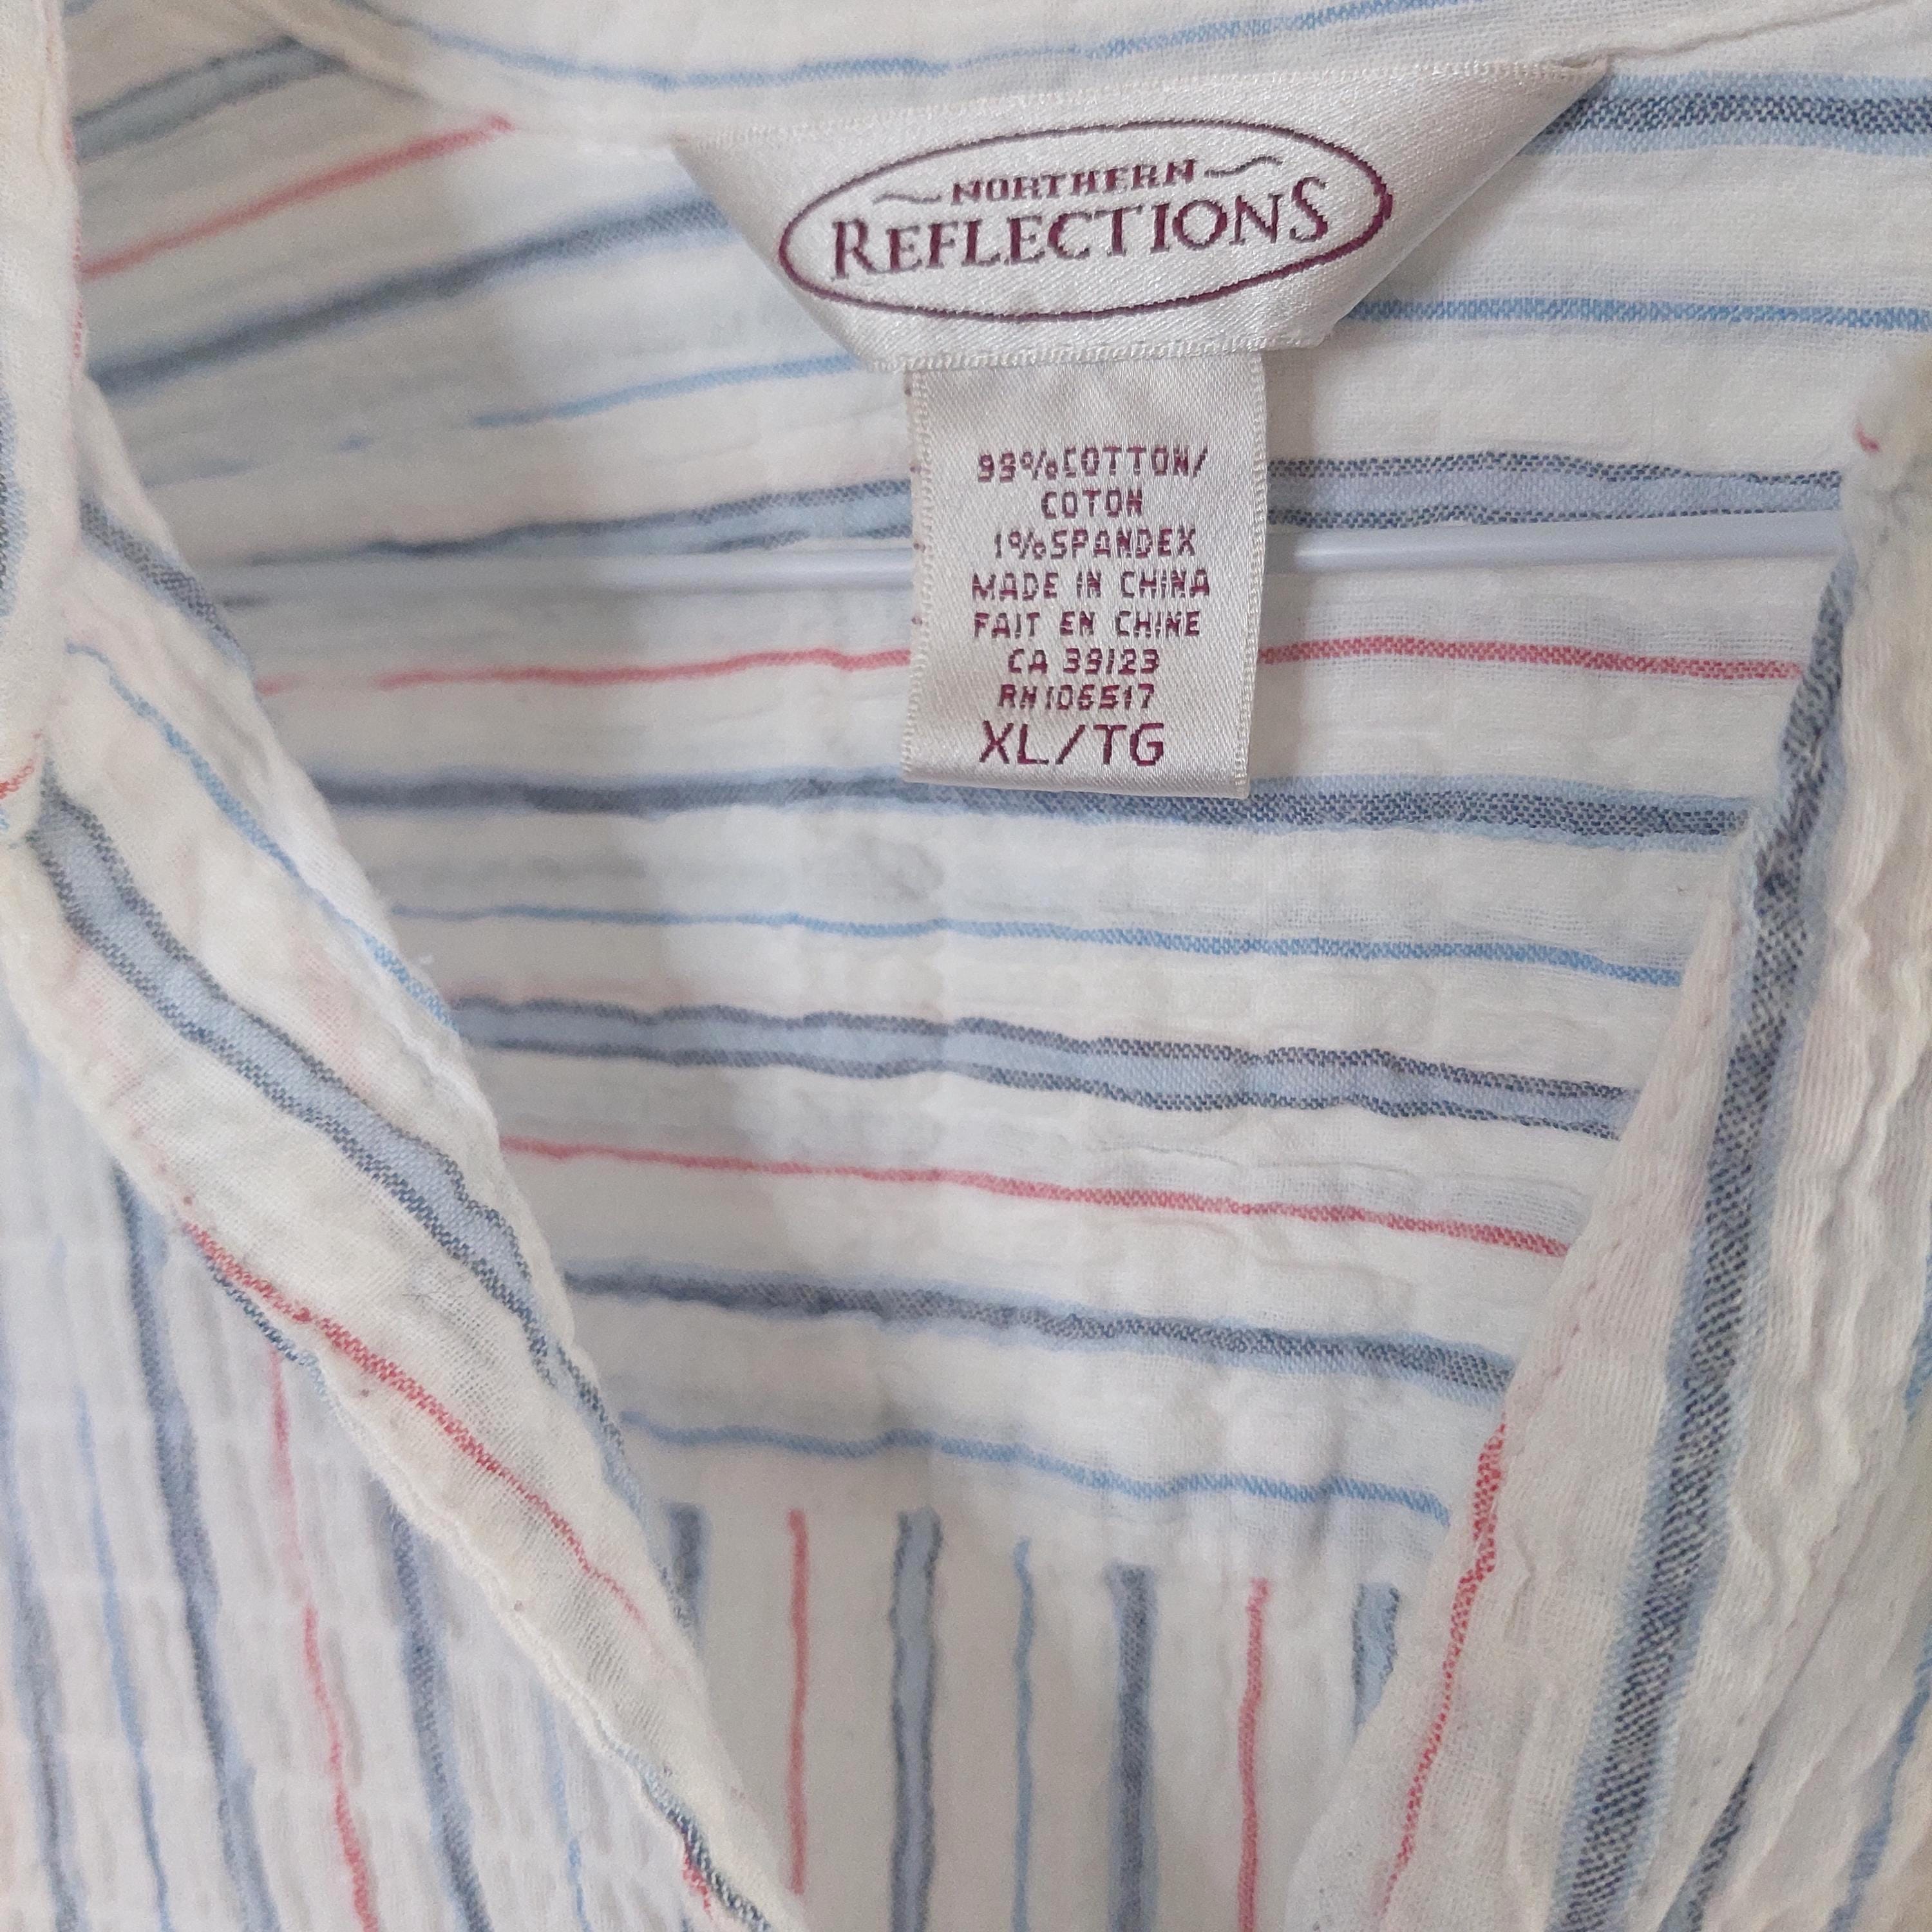 NORTHERN
REFLECTIONS
99%COTTON/
COTON
1%SPANDEX
MADE IN CHINA
FAIT EN CHINE
CA 39123
RN106517
XL/TG